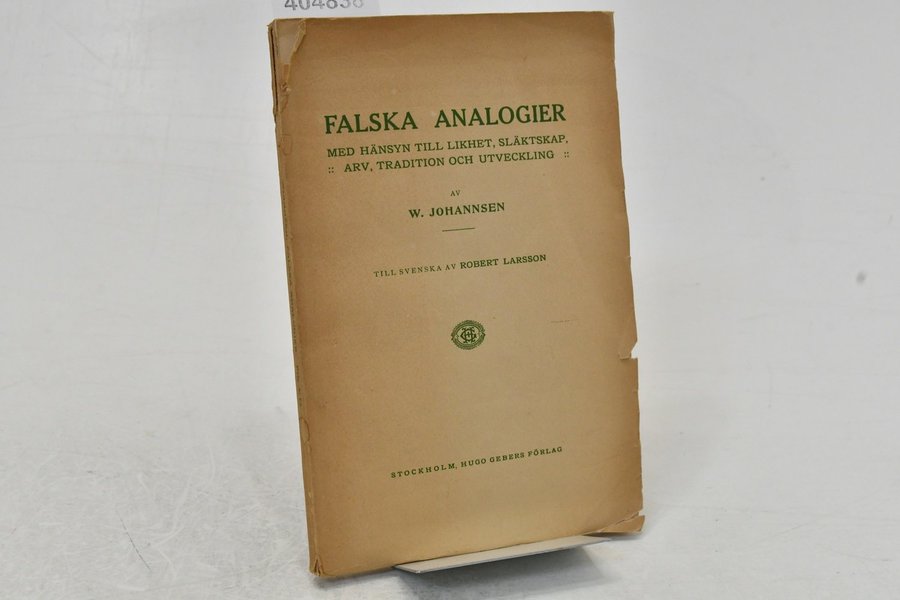 404838
FALSKA ANALOGIER
MED HÄNSYN TILL LIKHET, SLÄKTSKAP,
:: ARV, TRADITION OCH UTVECKLING ::
AV
W. JOHANNSEN
TILL SVENSKA AV ROBERT LARSSON
STOCKHOLM, HUGO GEBERS FÖRLAG